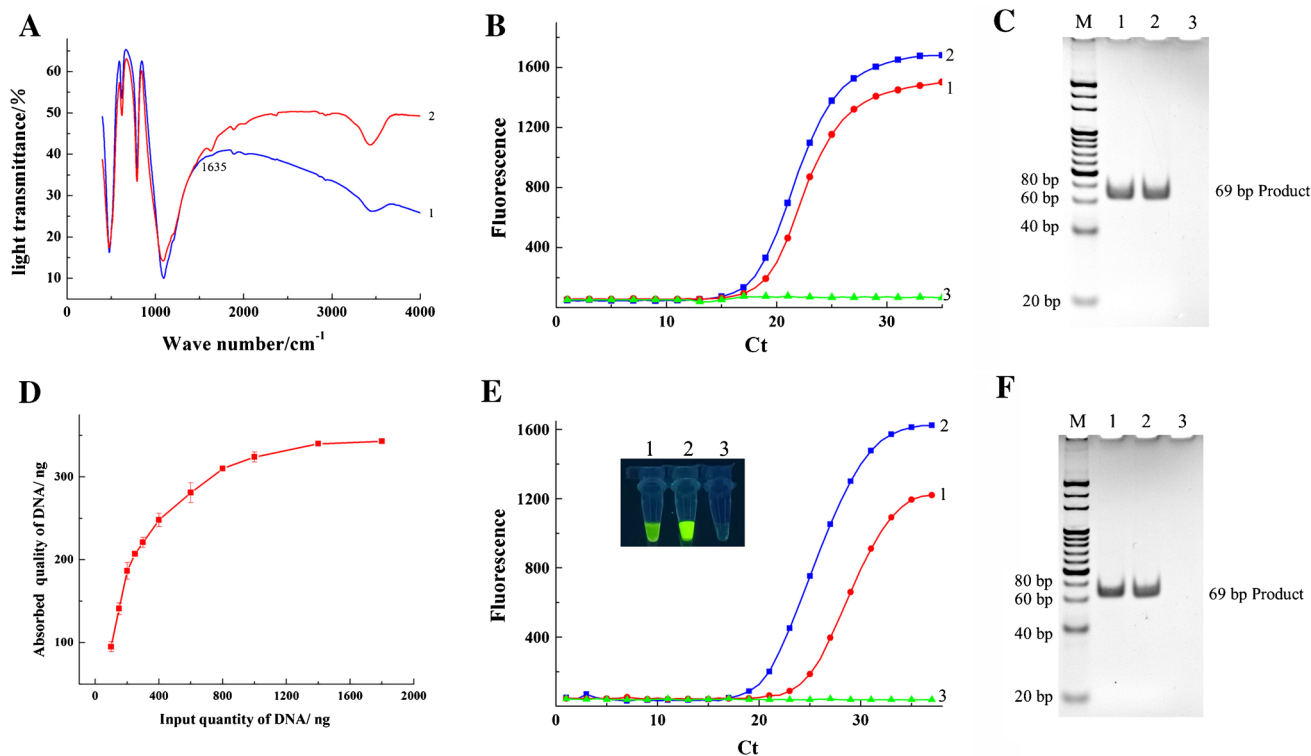 A
light transmittance/%
70
60
50
40
30
20
10
0
1000
2000
3000
4000
Wave number/cm-1
1635
2
1
B
Fluorescence
1600
1200
800
400
0
10
20
30
Ct
2
1
3
C
M 1 2 3
80 bp
60 bp
40 bp
20 bp
69 bp Product
D
Absorbed quality of DNA/ ng
300
200
100
0 400 800 1200 1600 2000
Input quantity of DNA/ ng
E
1 2 3
Fluorescence
1600
1200
800
400
0
0
10
20
30
Ct
2
1
3
F
M 1 2 3
80 bp
60 bp
40 bp
20 bp
69 bp Product